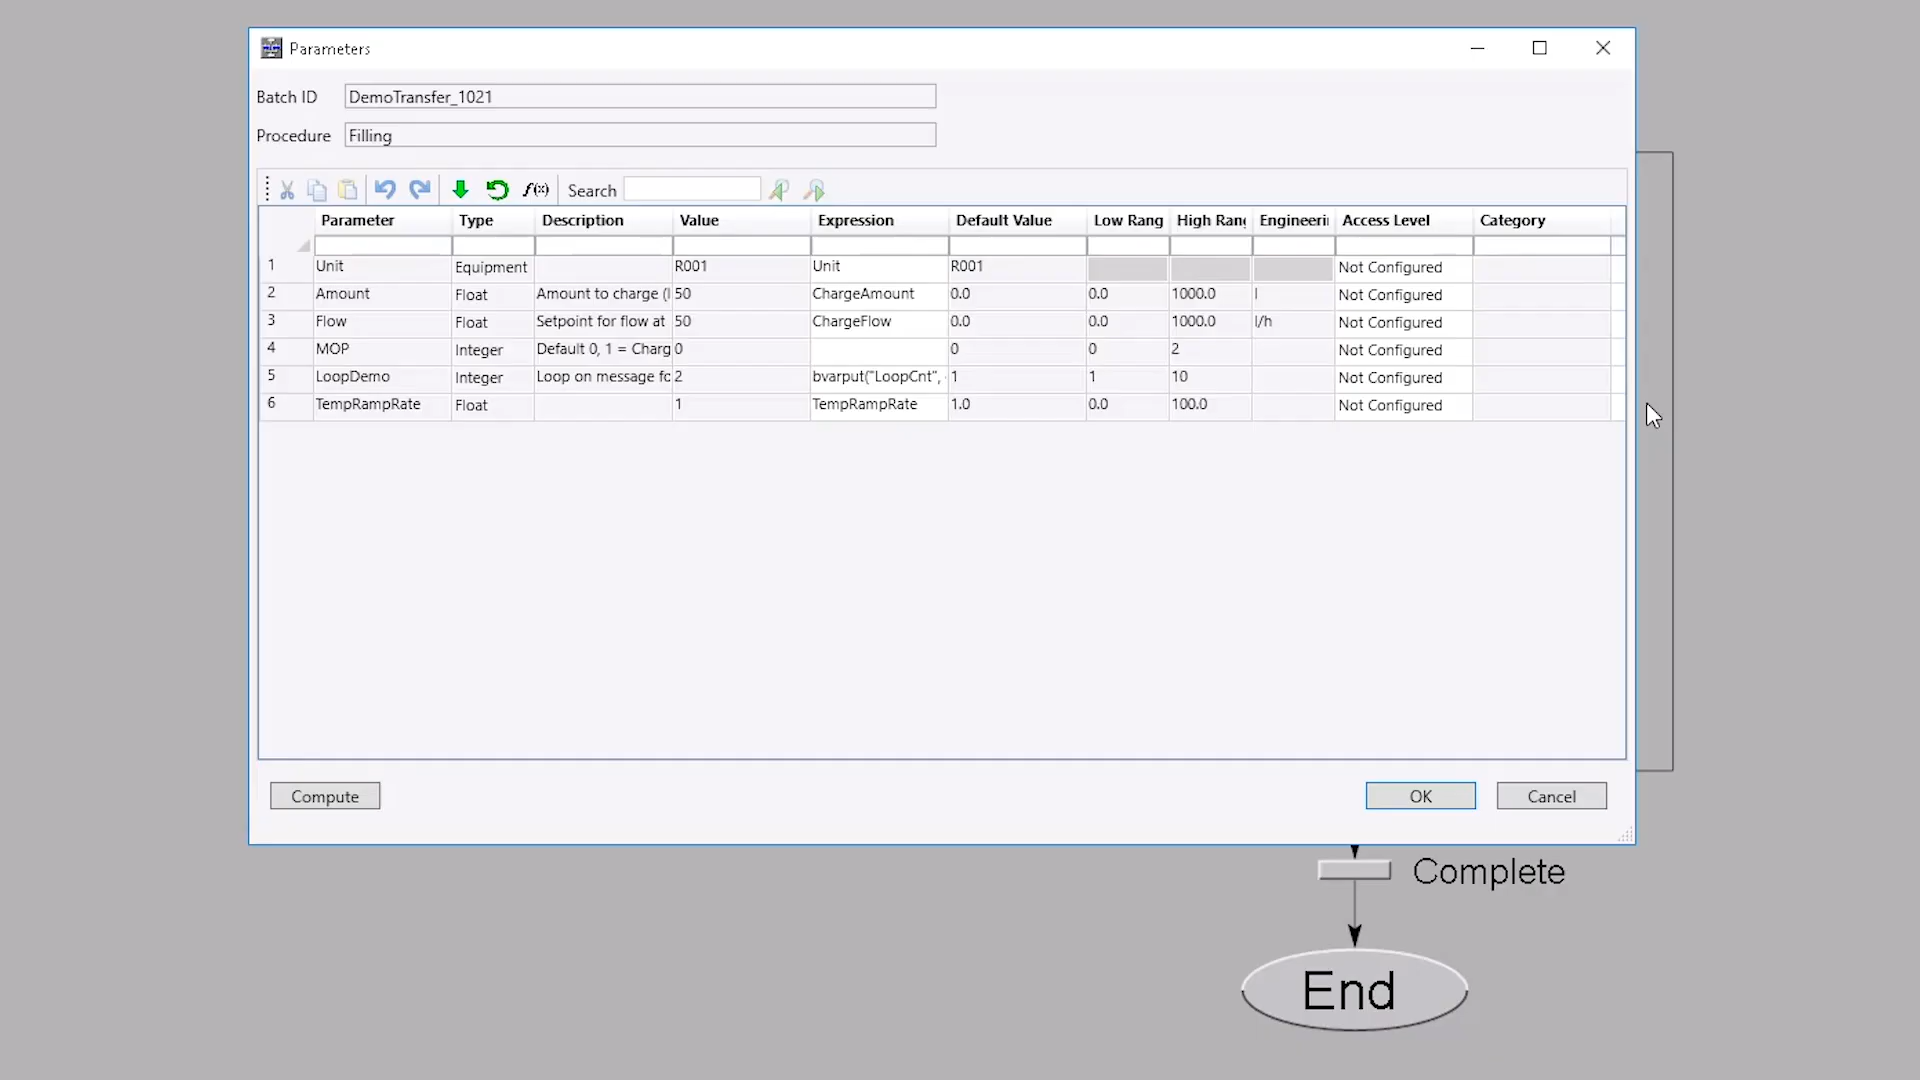 Parameters
Batch ID DemoTransfer_1021
Procedure Filling
f(x) Search
Parameter Type Description Value Expression Default Value Low Rang High Rang Engineeri Access Level Category
1 Unit Equipment R001 Unit R001 Not Configured
2 Amount Float Amount to charge (l 50 ChargeAmount 0.0 0.0 1000.0 l Not Configured
3 Flow Float Setpoint for flow at 50 ChargeFlow 0.0 0.0 1000.0 l/h Not Configured
4 MOP Integer Default 0, 1 = Charg 0 0 0 2 Not Configured
5 LoopDemo Integer Loop on message fo 2 bvarput("LoopCnt", 1 1 10 Not Configured
6 TempRampRate Float 1 TempRampRate 1.0 0.0 100.0 Not Configured
Compute OK Cancel
Complete
End